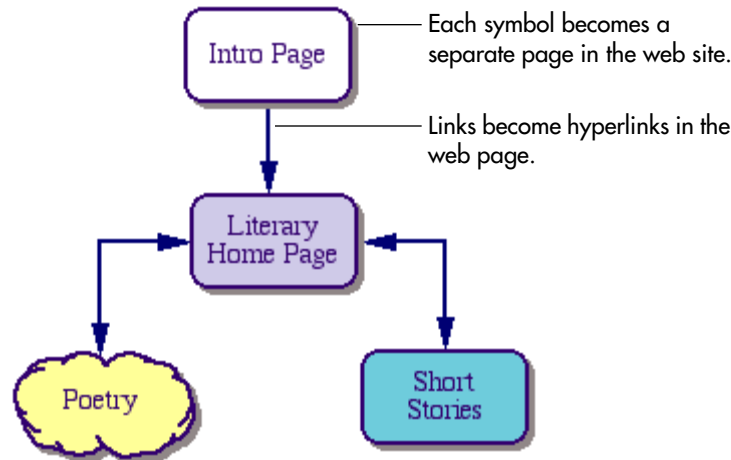 Intro Page
Each symbol becomes a
separate page in the web site.
Links become hyperlinks in the
web page.
Literary
Home Page
Poetry
Short
Stories